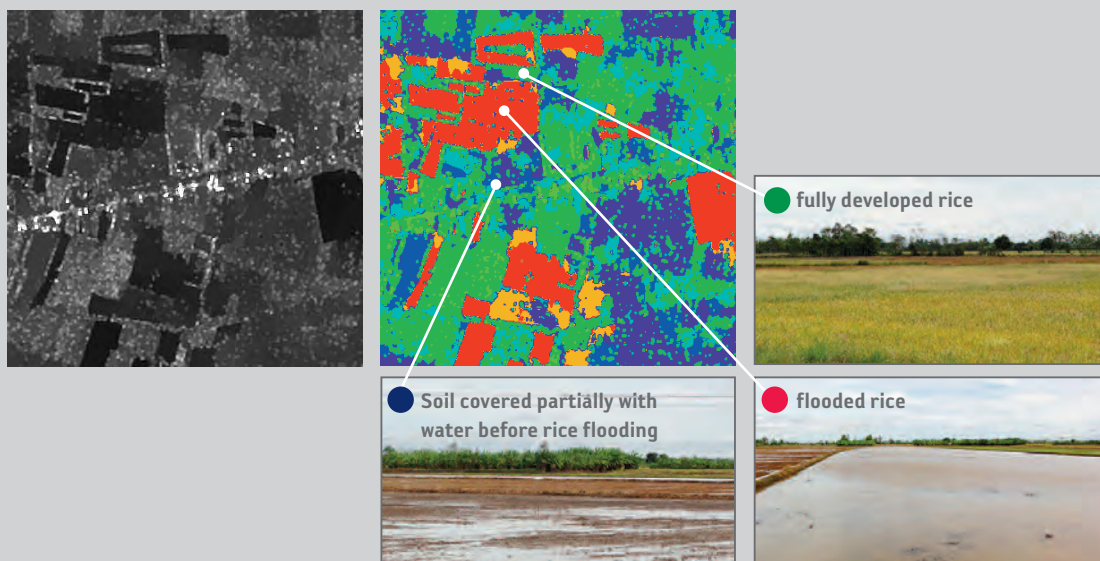 fully developed rice
Soil covered partially with
water before rice flooding
flooded rice